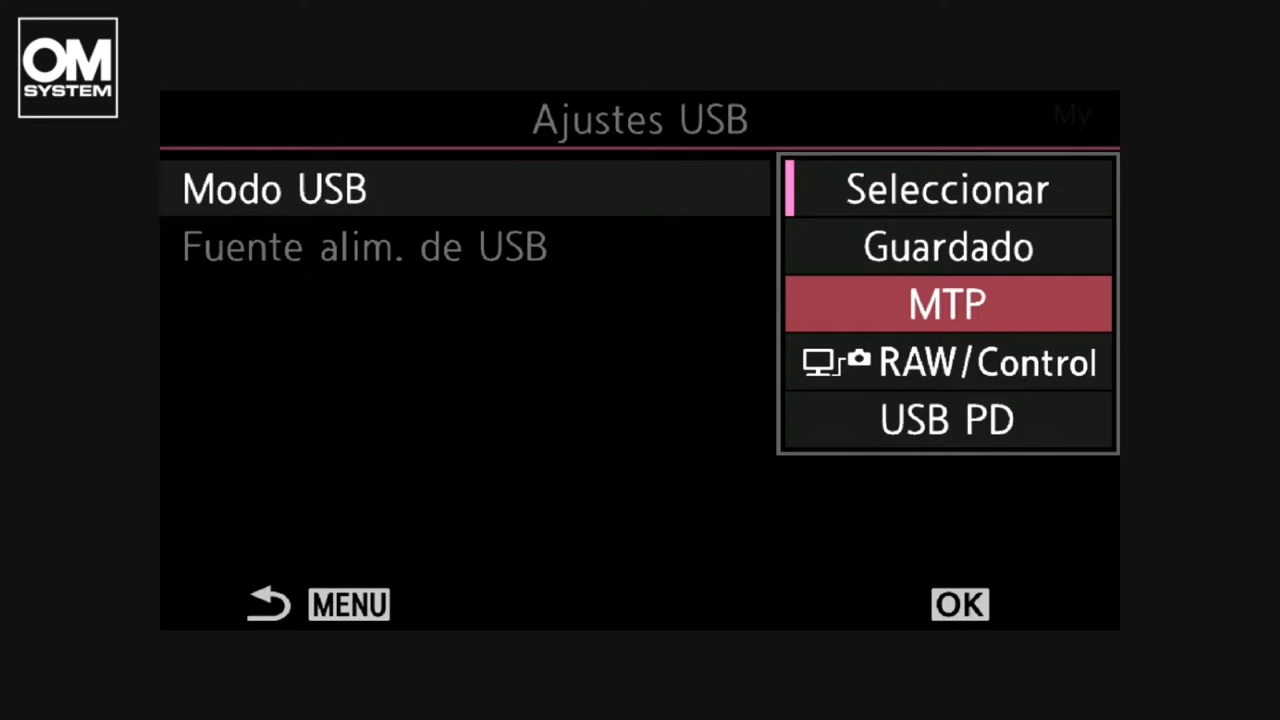 OM
SYSTEM
Ajustes USB
My
Modo USB
Seleccionar
Fuente alim. de USB
Guardado
MTP
RAW/Control
USB PD
MENU
OK